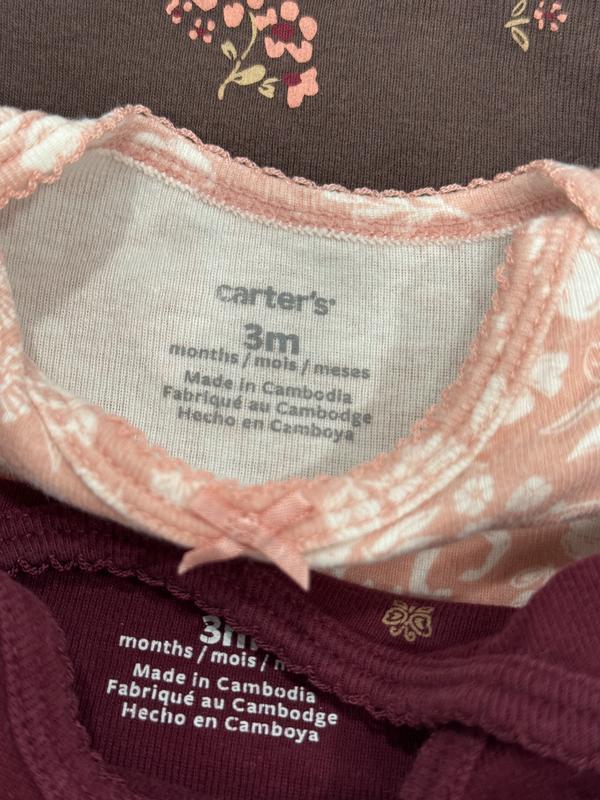 carter's
3m
months / mois / meses
Made in Cambodia
Fabriqué au Cambodge
Hecho en Camboya
3m
months / mois /
Made in Cambodia
Fabriqué au Cambodge
Hecho en Camboya